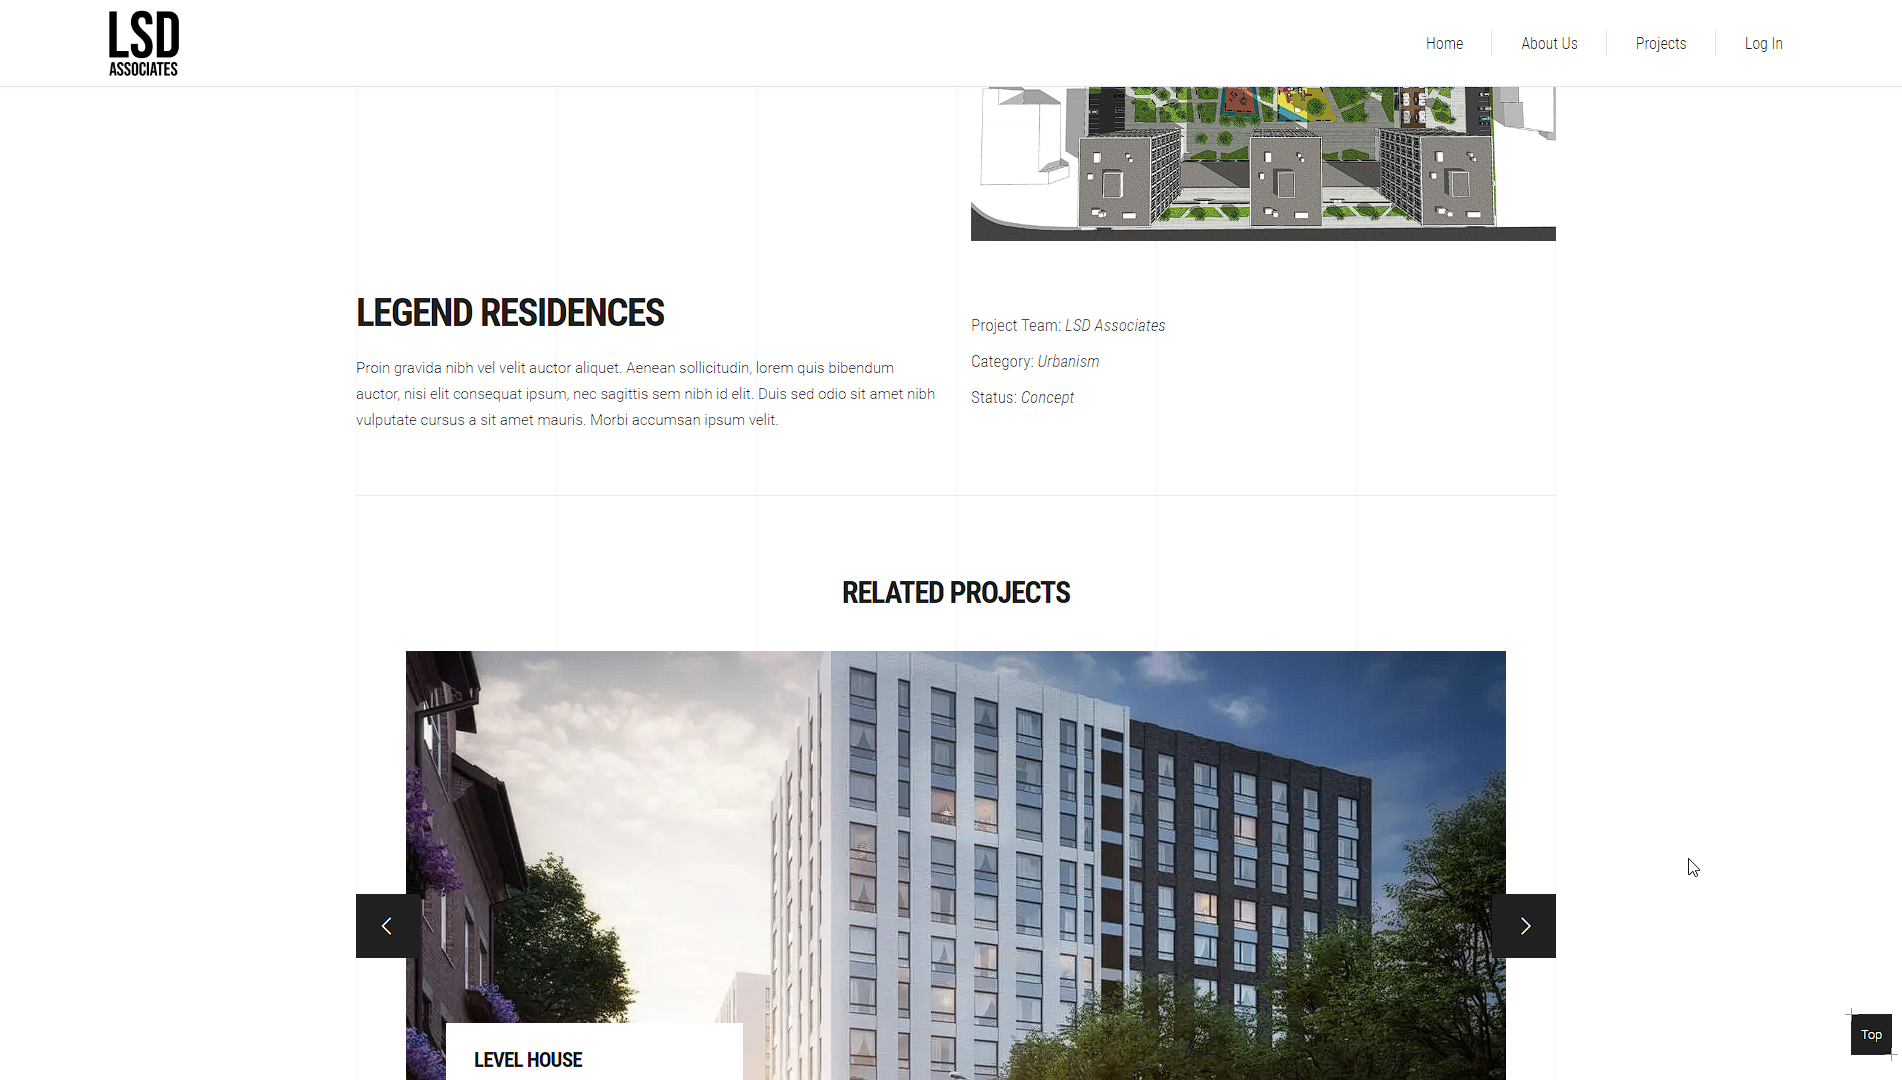 LSD
ASSOCIATES
Home
About Us
Projects
Log In
LEGEND RESIDENCES
Proin gravida nibh vel velit auctor aliquet. Aenean sollicitudin, lorem quis bibendum
auctor, nisi elit consequat ipsum, nec sagittis sem nibh id elit. Duis sed odio sit amet nibh
vulputate cursus a sit amet mauris. Morbi accumsan ipsum velit.
Project Team: LSD Associates
Category: Urbanism
Status: Concept
RELATED PROJECTS
LEVEL HOUSE
Top